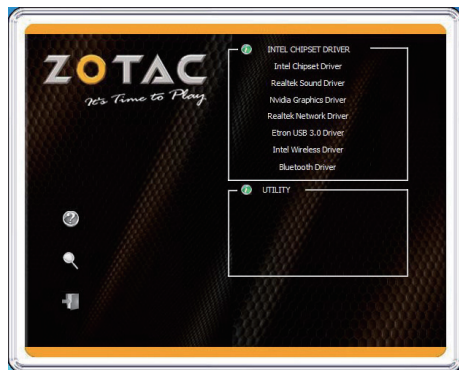 ZOTAC
It's Time to Play.
INTEL CHIPSET DRIVER
Intel Chipset Driver
Realtek Sound Driver
Nvidia Graphics Driver
Realtek Network Driver
Etron USB 3.0 Driver
Intel Wireless Driver
Bluetooth Driver
UTILITY